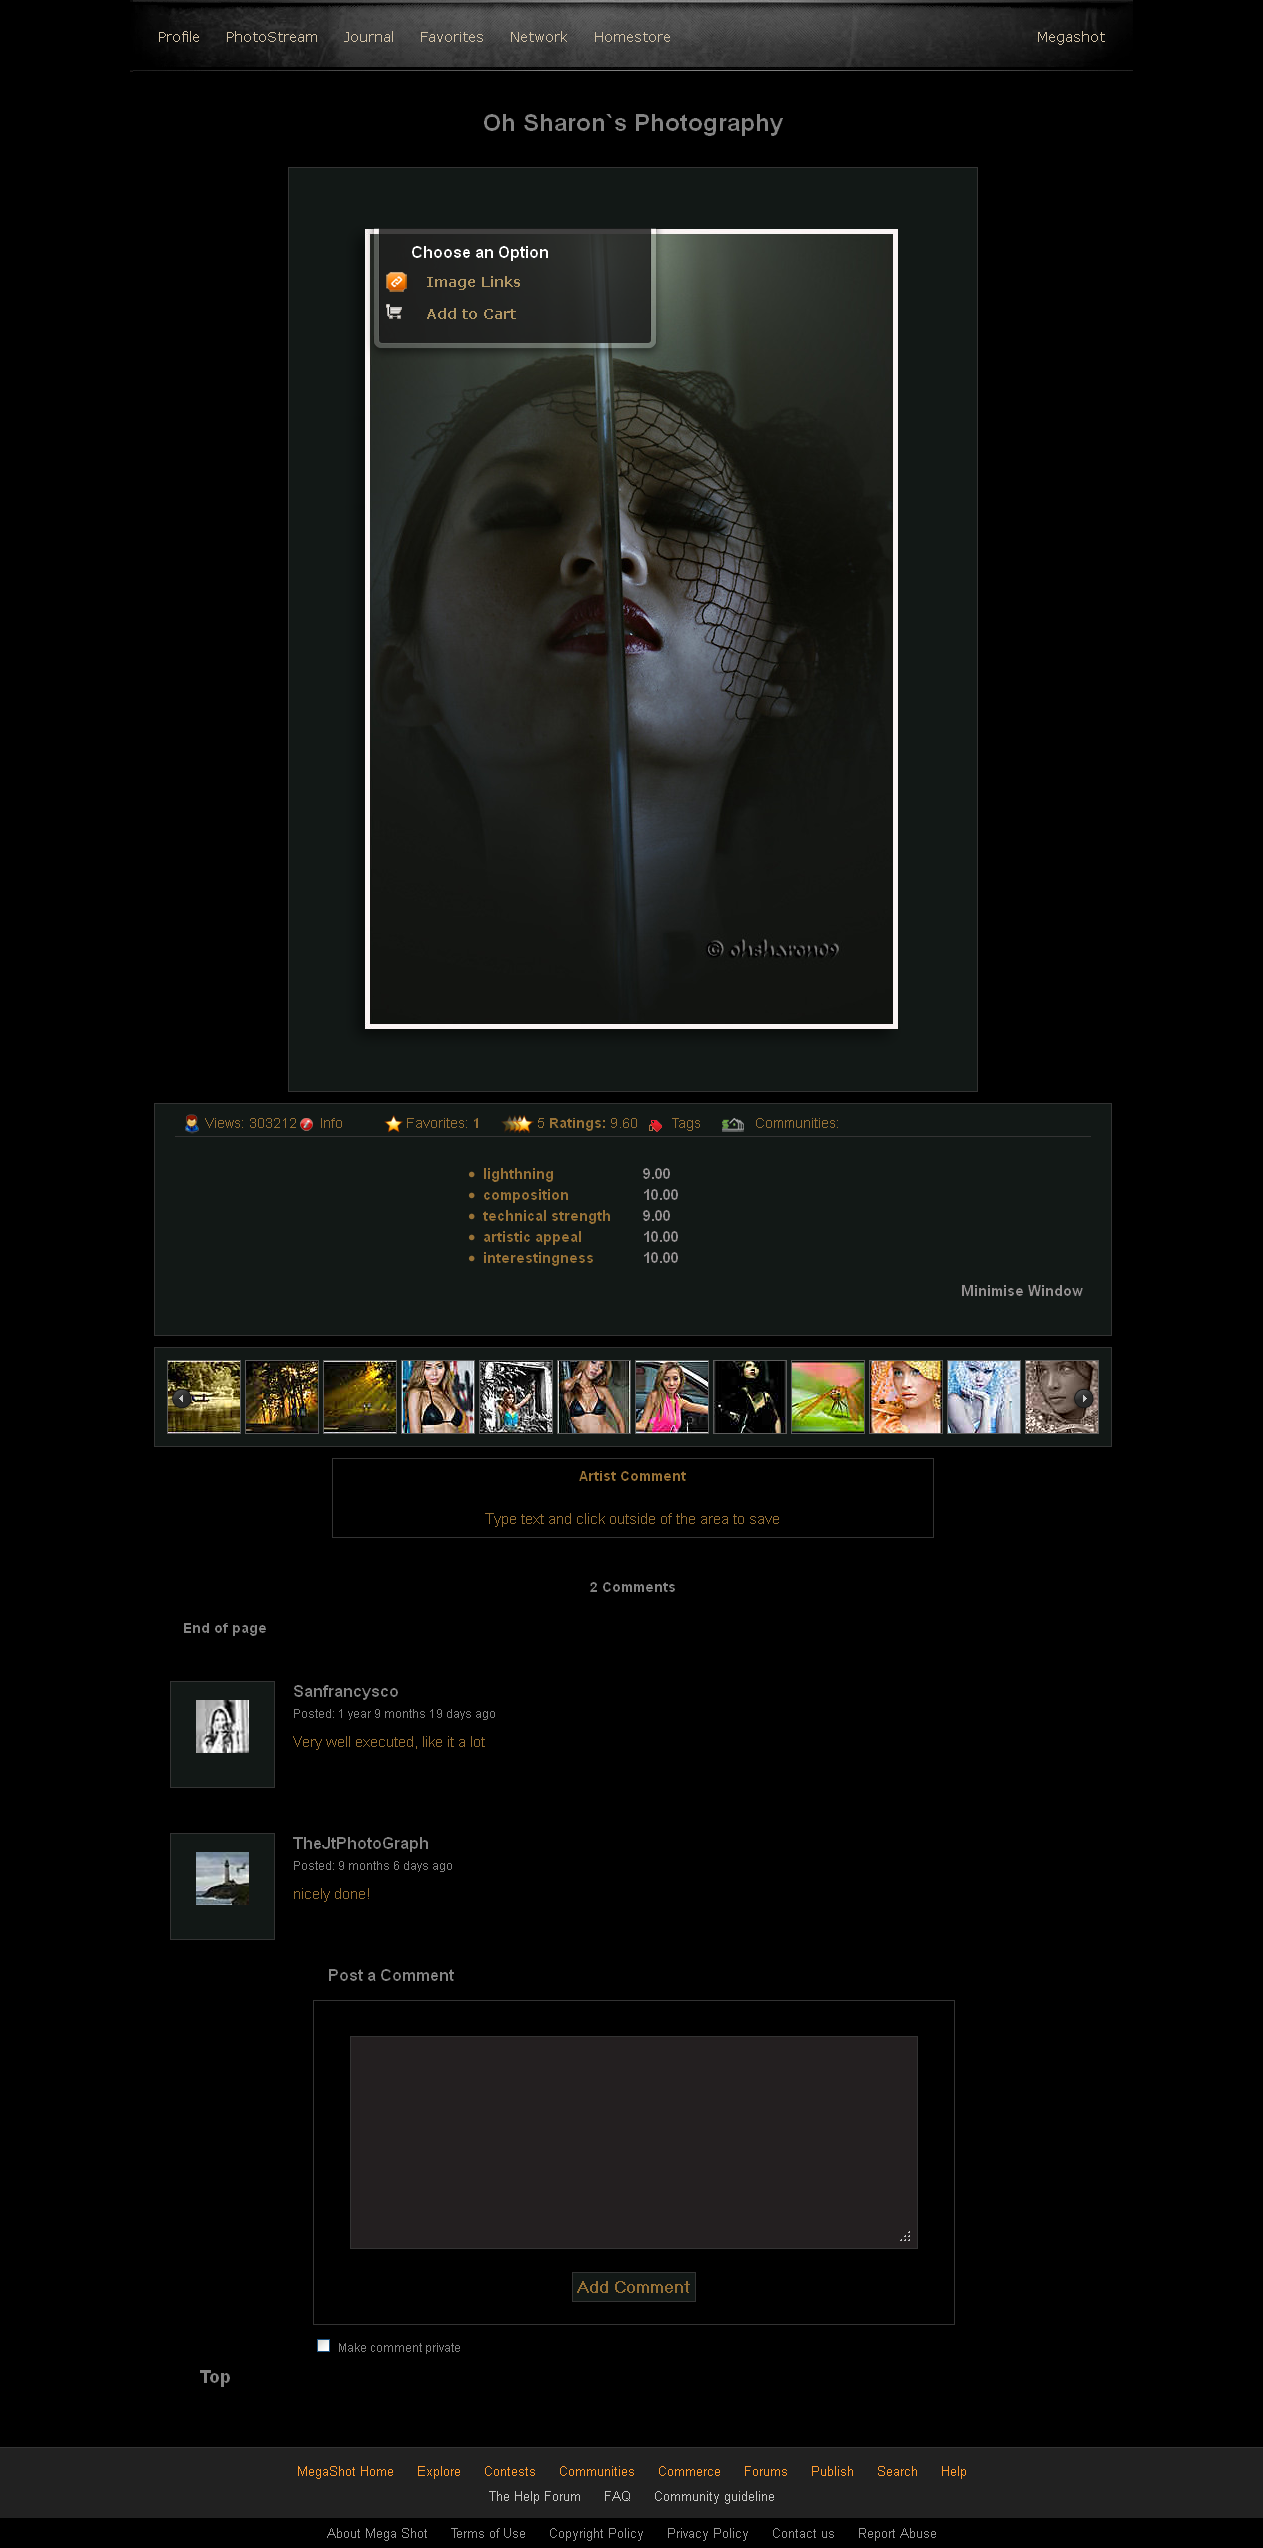 Profile PhotoStream Journal Favorites Network Homestore Megashot
Oh Sharon`s Photography
Choose an Option
Image Links
Add to Cart
© ohsharon09
Views: 303212 Info Favorites: 1 5 Ratings: 9.60 Tags Communities:
• lighthning 9.00
• composition 10.00
• technical strength 9.00
• artistic appeal 10.00
• interestingness 10.00
Minimise Window
Artist Comment
Type text and click outside of the area to save
2 Comments
End of page
Sanfrancysco
Posted: 1 year 9 months 19 days ago
Very well executed, like it a lot
TheJtPhotoGraph
Posted: 9 months 6 days ago
nicely done!
Post a Comment
Add Comment
Make comment private
Top
MegaShot Home Explore Contests Communities Commerce Forums Publish Search Help
The Help Forum FAQ Community guideline
About Mega Shot Terms of Use Copyright Policy Privacy Policy Contact us Report Abuse